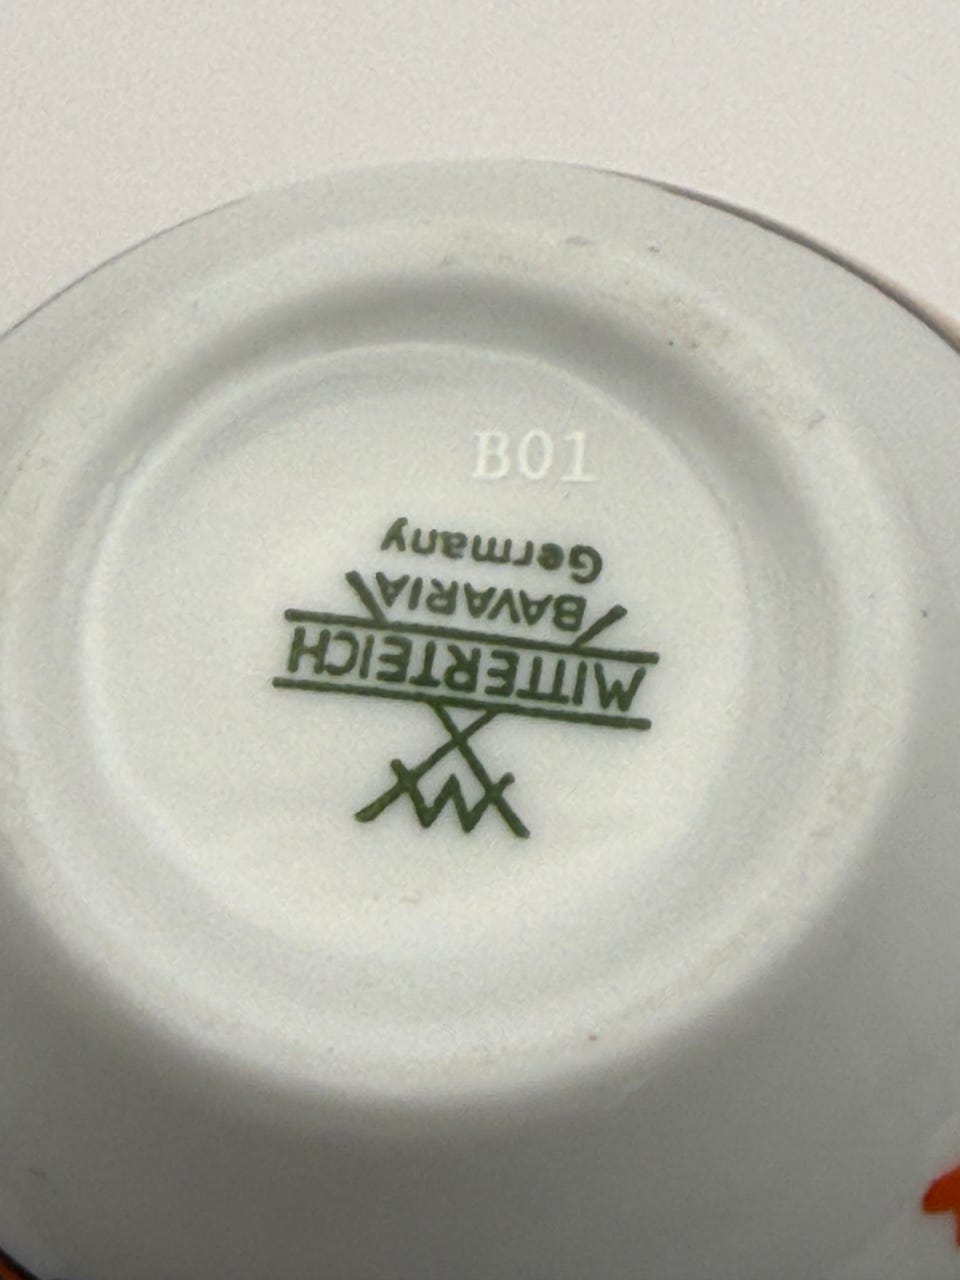 B01
M
MITTERTEICH
BAVARIA
Germany